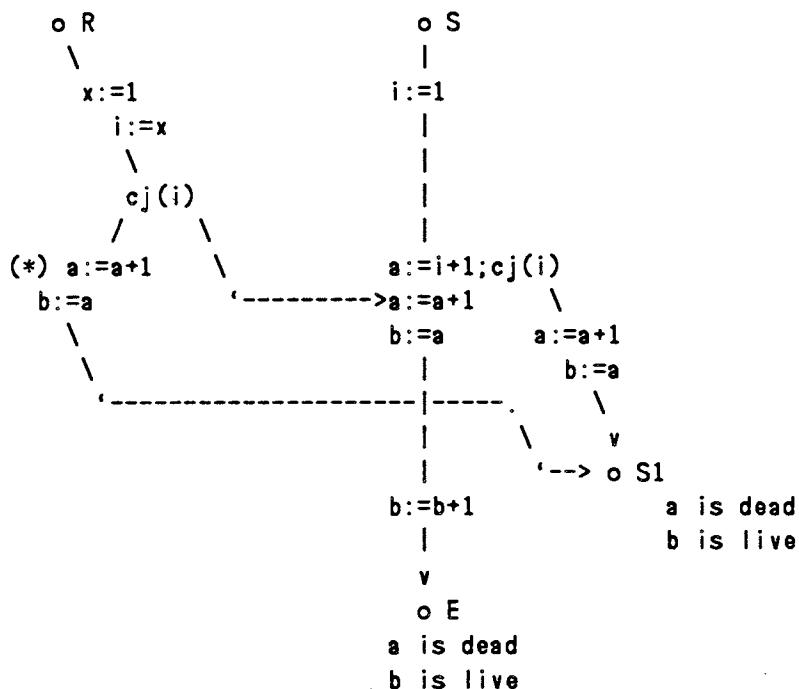 o R o S
\ |
x:=1 i:=1
i:=x |
\ |
cj(i) |
/ \ |
(*) a:=a+1 \ a:=i+1;cj(i)
b:=a ‘--------->a:=a+1 \
\ b:=a a:=a+1
\ | b:=a
‘----------------------|-----. \
| \ v
| ‘--> o S1
b:=b+1 a is dead
| b is live
v
o E
a is dead
b is live